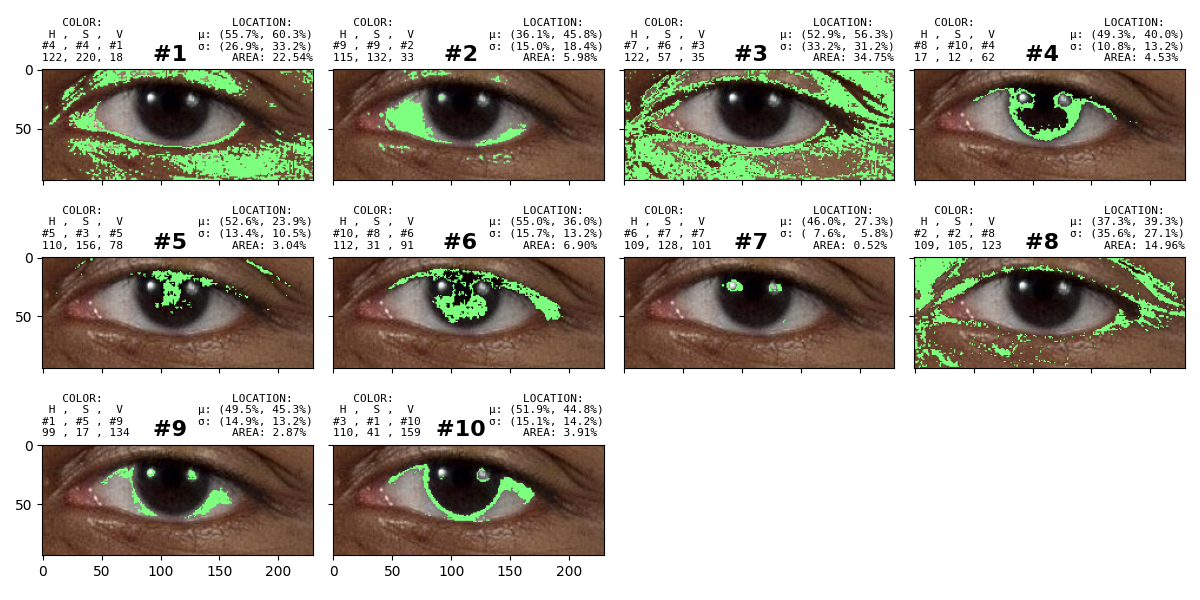 COLOR: LOCATION:
H , S , V μ: (55.7%, 60.3%)
#4 , #4 , #1 σ: (26.9%, 33.2%)
122, 220, 18 #1 AREA: 22.54%
COLOR: LOCATION:
H , S , V μ: (36.1%, 45.8%)
#9 , #9 , #2 σ: (15.0%, 18.4%)
115, 132, 33 #2 AREA: 5.98%
COLOR: LOCATION:
H , S , V μ: (52.9%, 56.3%)
#7 , #6 , #3 σ: (33.2%, 31.2%)
122, 57 , 35 #3 AREA: 34.75%
COLOR: LOCATION:
H , S , V μ: (49.3%, 40.0%)
#8 , #10, #4 σ: (10.8%, 13.2%)
17 , 12 , 62 #4 AREA: 4.53%
0
50
COLOR: LOCATION:
H , S , V μ: (52.6%, 23.9%)
#5 , #3 , #5 σ: (13.4%, 10.5%)
110, 156, 78 #5 AREA: 3.04%
COLOR: LOCATION:
H , S , V μ: (55.0%, 36.0%)
#10, #8 , #6 σ: (15.7%, 13.2%)
112, 31 , 91 #6 AREA: 6.90%
COLOR: LOCATION:
H , S , V μ: (46.0%, 27.3%)
#6 , #7 , #7 σ: ( 7.6%, 5.8%)
109, 128, 101 #7 AREA: 0.52%
COLOR: LOCATION:
H , S , V μ: (37.3%, 39.3%)
#2 , #2 , #8 σ: (35.6%, 27.1%)
109, 105, 123 #8 AREA: 14.96%
0
50
COLOR: LOCATION:
H , S , V μ: (49.5%, 45.3%)
#1 , #5 , #9 σ: (14.9%, 13.2%)
99 , 17 , 134 #9 AREA: 2.87%
COLOR: LOCATION:
H , S , V μ: (51.9%, 44.8%)
#3 , #1 , #10 σ: (15.1%, 14.2%)
110, 41 , 159 #10 AREA: 3.91%
0
50
0 50 100 150 200
0 50 100 150 200